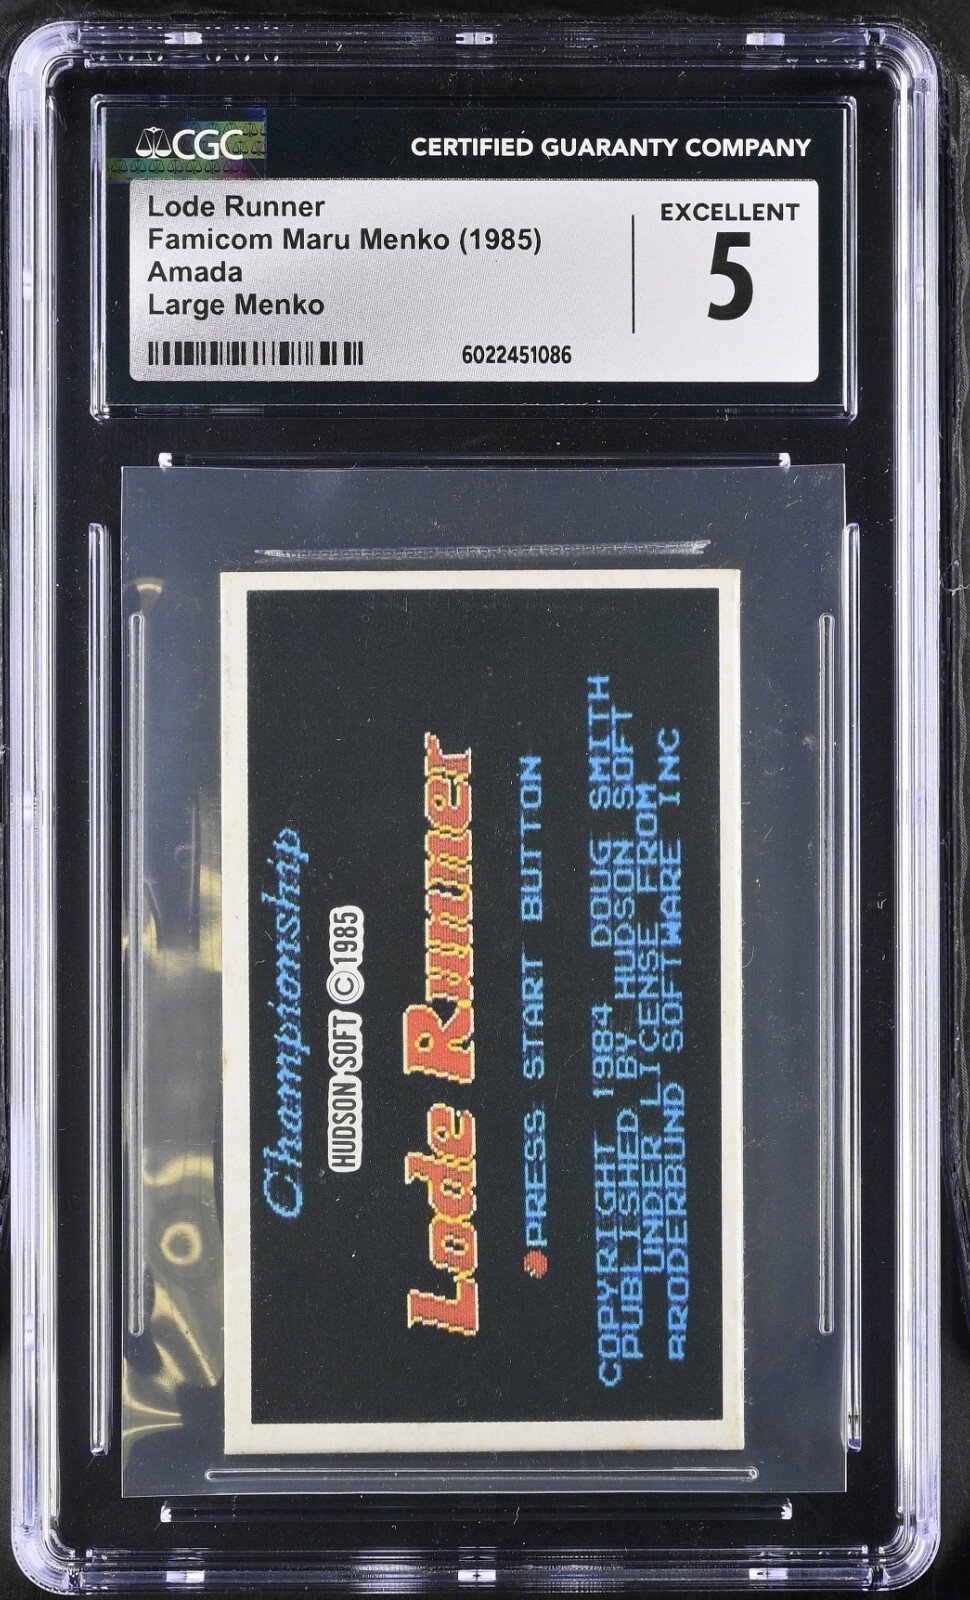 CGC
CERTIFIED GUARANTY COMPANY
Lode Runner
Famicom Maru Menko (1985)
Amada
Large Menko
EXCELLENT
5
6022451086
Championship
HUDSON SOFT © 1985
Lode Runner
PRESS START BUTTON
COPYRIGHT 1984 DOUG SMITH
PUBLISHED BY HUDSON SOFT
UNDER LICENSE FROM
BRODERBUND SOFTWARE INC